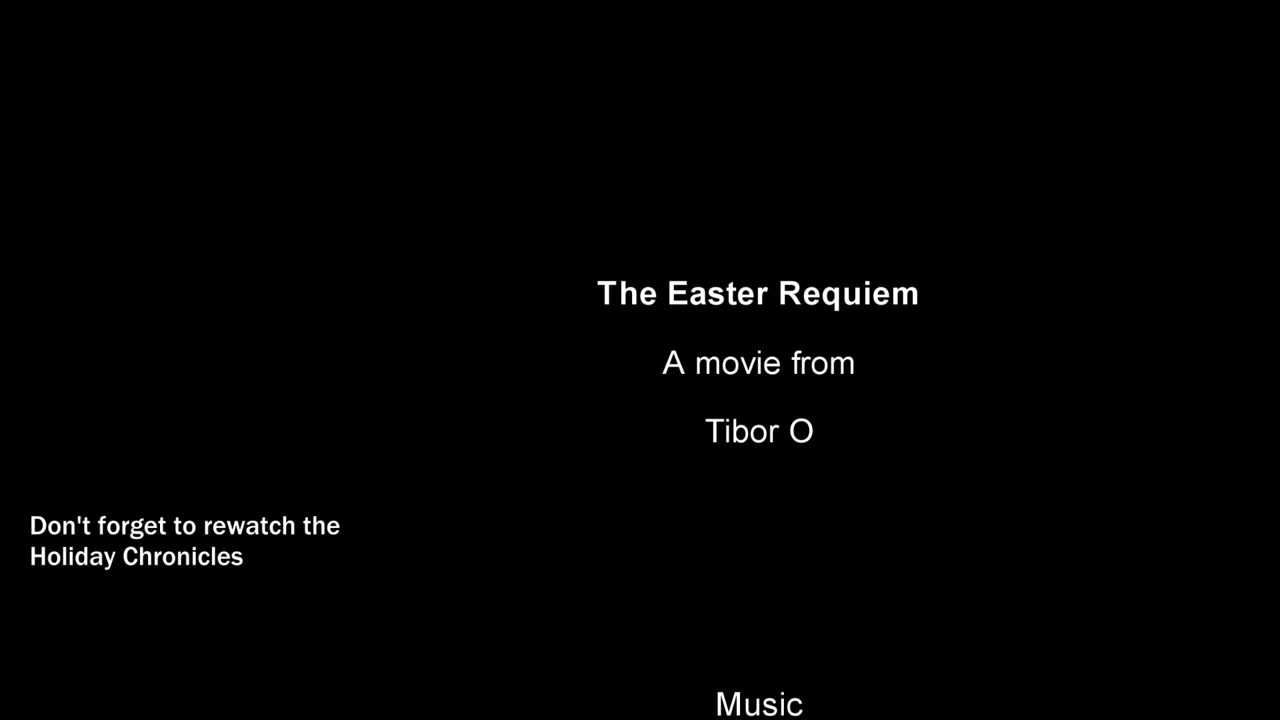 The Easter Requiem
A movie from
Tibor O
Don't forget to rewatch the
Holiday Chronicles
Music